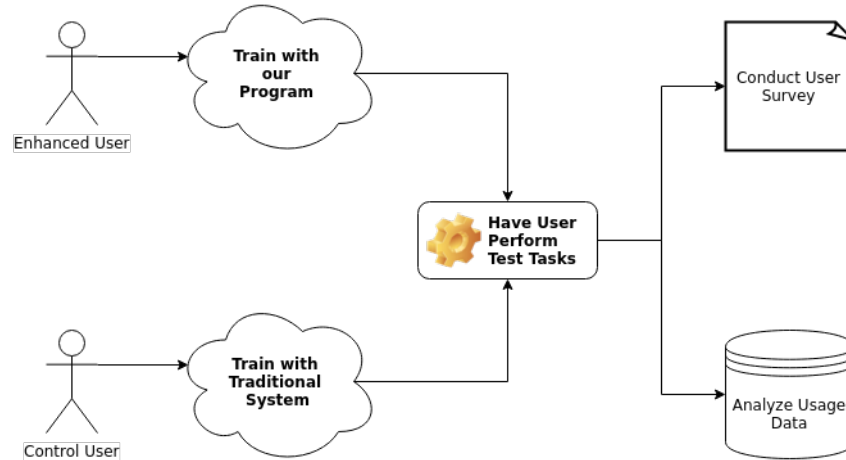 Train with
our
Program
Enhanced User
Conduct User
Survey
Have User
Perform
Test Tasks
Train with
Traditional
System
Control User
Analyze Usage
Data